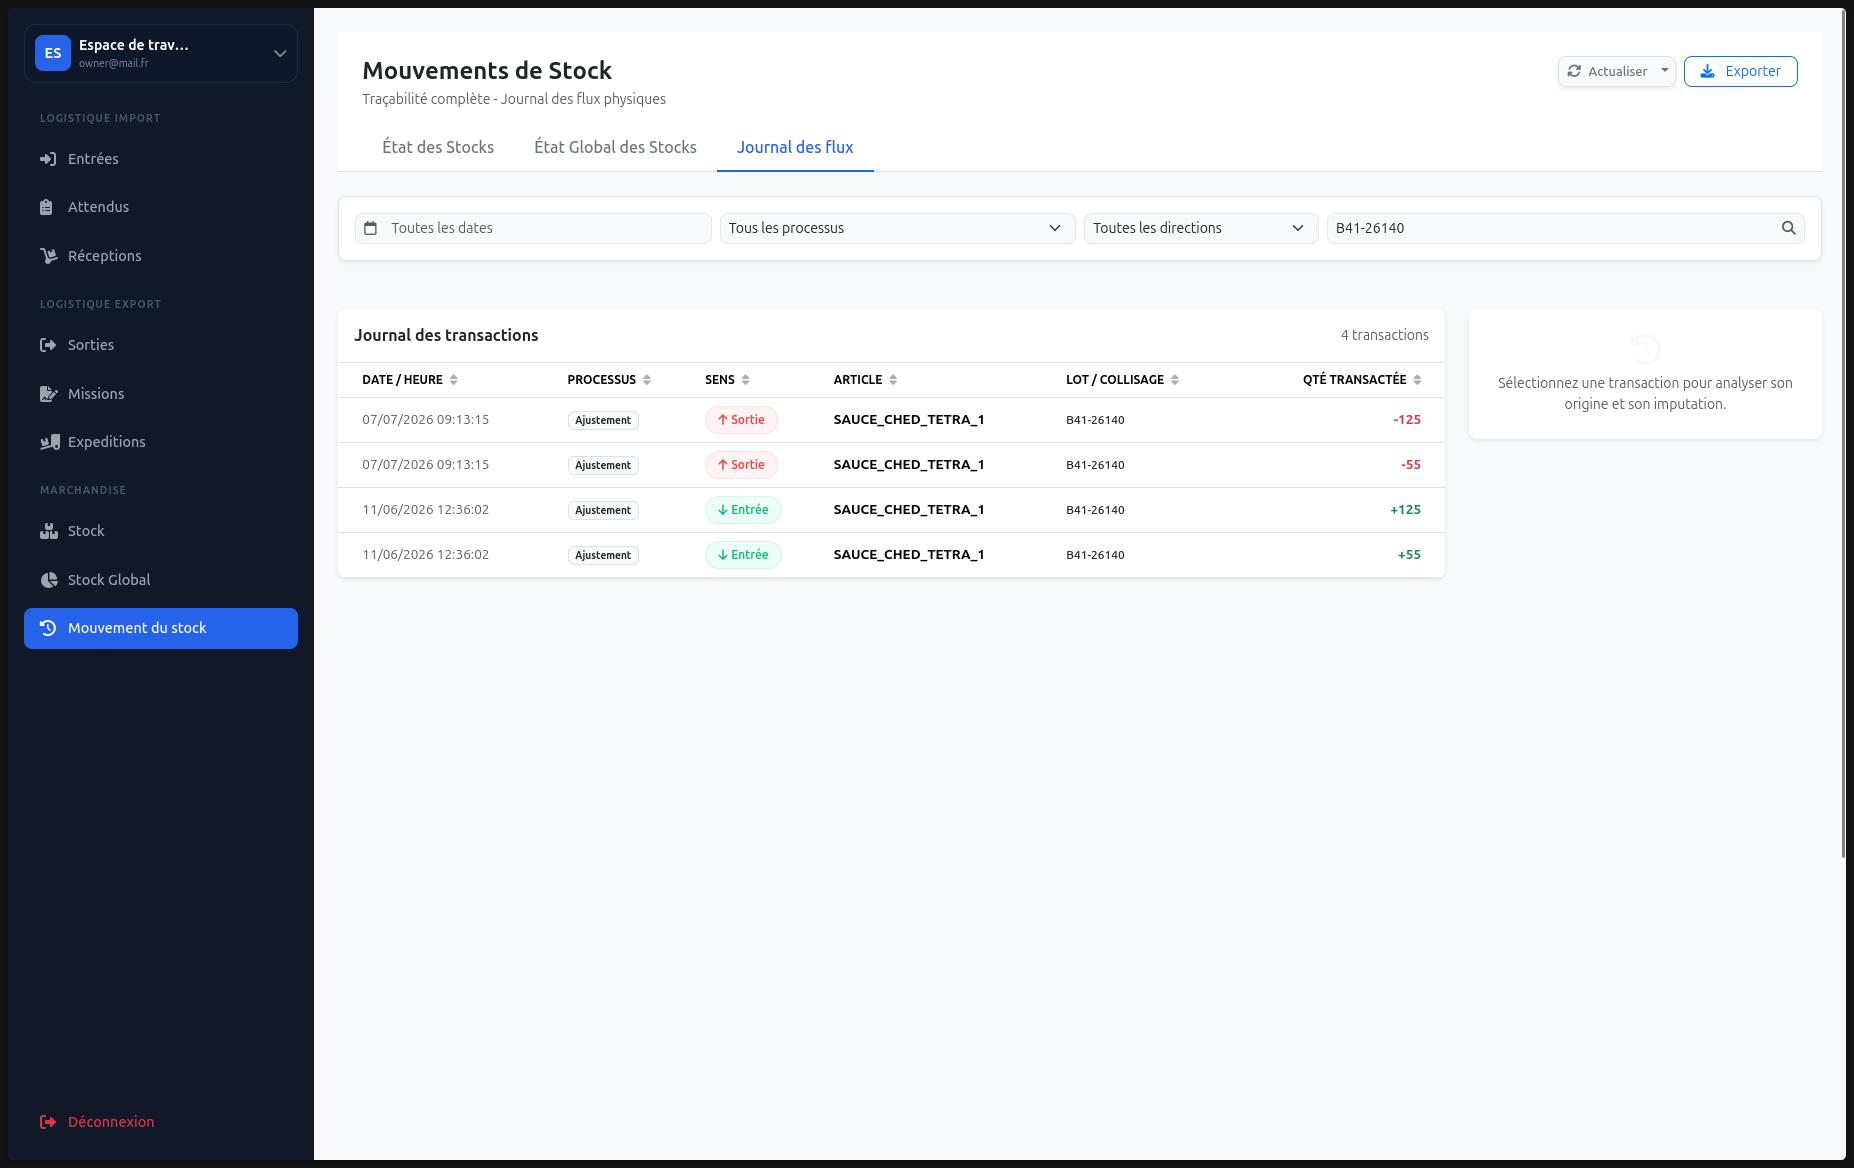 ES
Espace de trav...
owner@mail.fr
LOGISTIQUE IMPORT
Entrées
Attendus
Réceptions
LOGISTIQUE EXPORT
Sorties
Missions
Expeditions
MARCHANDISE
Stock
Stock Global
Mouvement du stock
Déconnexion
Mouvements de Stock
Traçabilité complète - Journal des flux physiques
Actualiser
Exporter
État des Stocks État Global des Stocks Journal des flux
Toutes les dates Tous les processus Toutes les directions B41-26140
Journal des transactions 4 transactions
DATE / HEURE PROCESSUS SENS ARTICLE LOT / COLLISAGE QTÉ TRANSACTÉE
07/07/2026 09:13:15 Ajustement Sortie SAUCE_CHED_TETRA_1 B41-26140 -125
07/07/2026 09:13:15 Ajustement Sortie SAUCE_CHED_TETRA_1 B41-26140 -55
11/06/2026 12:36:02 Ajustement Entrée SAUCE_CHED_TETRA_1 B41-26140 +125
11/06/2026 12:36:02 Ajustement Entrée SAUCE_CHED_TETRA_1 B41-26140 +55
Sélectionnez une transaction pour analyser son
origine et son imputation.